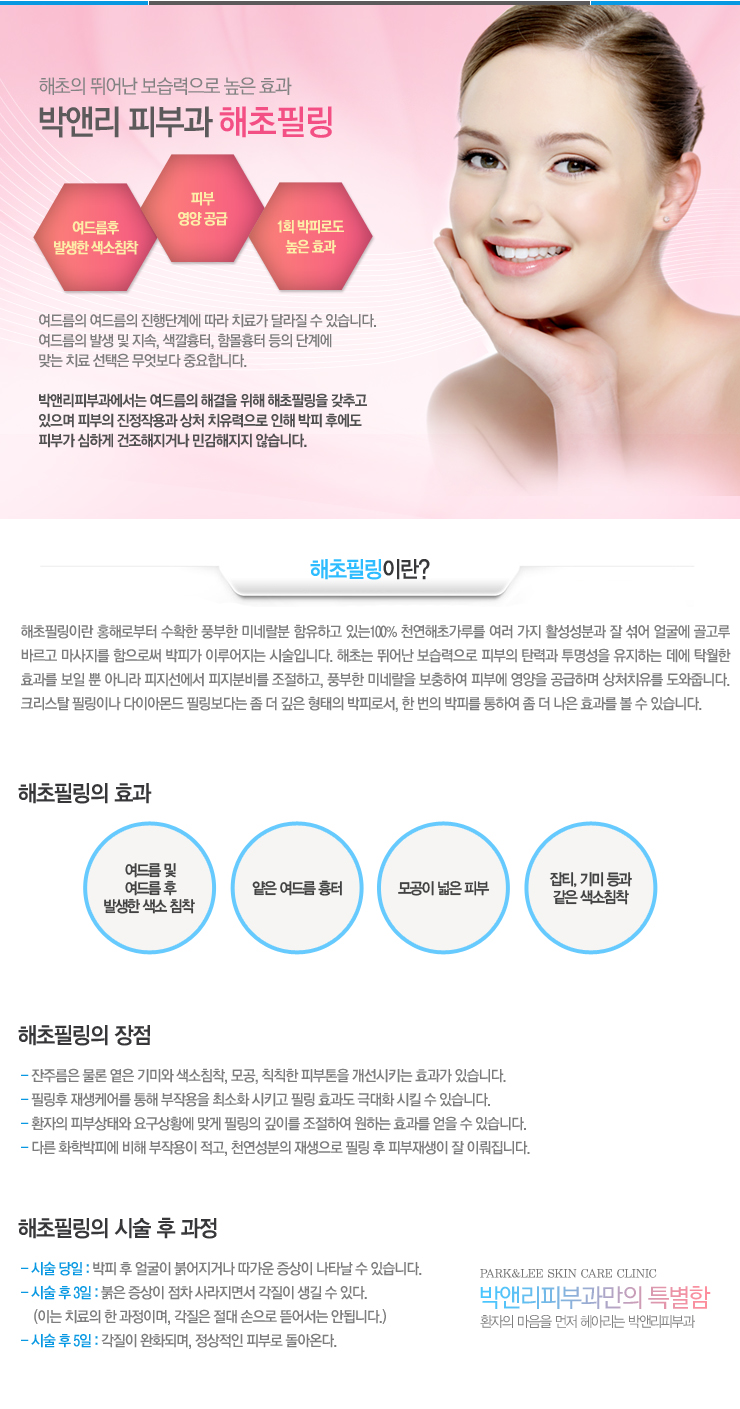 해초의 뛰어난 보습력으로 높은 효과
박앤리 피부과 해초필링
여드름후
발생한 색소침착
피부
영양 공급
1회 박피로도
높은 효과
여드름의 여드름의 진행단계에 따라 치료가 달라질 수 있습니다.
여드름의 발생 및 지속, 색깔흉터, 함몰흉터 등의 단계에
맞는 치료 선택은 무엇보다 중요합니다.
박앤리피부과에서는 여드름의 해결을 위해 해초필링을 갖추고
있으며 피부의 진정작용과 상처 치유력으로 인해 박피 후에도
피부가 심하게 건조해지거나 민감해지지 않습니다.
해초필링이란?
해초필링이란 홍해로부터 수확한 풍부한 미네랄분 함유하고 있는100% 천연해초가루를 여러 가지 활성성분과 잘 섞어 얼굴에 골고루
바르고 마사지를 함으로써 박피가 이루어지는 시술입니다. 해초는 뛰어난 보습력으로 피부의 탄력과 투명성을 유지하는 데에 탁월한
효과를 보일 뿐 아니라 피지선에서 피지분비를 조절하고, 풍부한 미네랄을 보충하여 피부에 영양을 공급하며 상처치유를 도와줍니다.
크리스탈 필링이나 다이아몬드 필링보다는 좀 더 깊은 형태의 박피로서, 한 번의 박피를 통하여 좀 더 나은 효과를 볼 수 있습니다.
해초필링의 효과
여드름 및
여드름 후
발생한 색소 침착
얕은 여드름 흉터
모공이 넓은 피부
잡티, 기미 등과
같은 색소침착
해초필링의 장점
- 잔주름은 물론 옅은 기미와 색소침착, 모공, 칙칙한 피부톤을 개선시키는 효과가 있습니다.
- 필링후 재생케어를 통해 부작용을 최소화 시키고 필링 효과도 극대화 시킬 수 있습니다.
- 환자의 피부상태와 요구상황에 맞게 필링의 깊이를 조절하여 원하는 효과를 얻을 수 있습니다.
- 다른 화학박피에 비해 부작용이 적고, 천연성분의 재생으로 필링 후 피부재생이 잘 이뤄집니다.
해초필링의 시술 후 과정
- 시술 당일 : 박피 후 얼굴이 붉어지거나 따가운 증상이 나타날 수 있습니다.
- 시술 후 3일 : 붉은 증상이 점차 사라지면서 각질이 생길 수 있다.
(이는 치료의 한 과정이며, 각질은 절대 손으로 뜯어서는 안됩니다.)
- 시술 후 5일 : 각질이 완화되며, 정상적인 피부로 돌아온다.
PARK&LEE SKIN CARE CLINIC
박앤리피부과만의 특별함
환자의 마음을 먼저 헤아리는 박앤리피부과